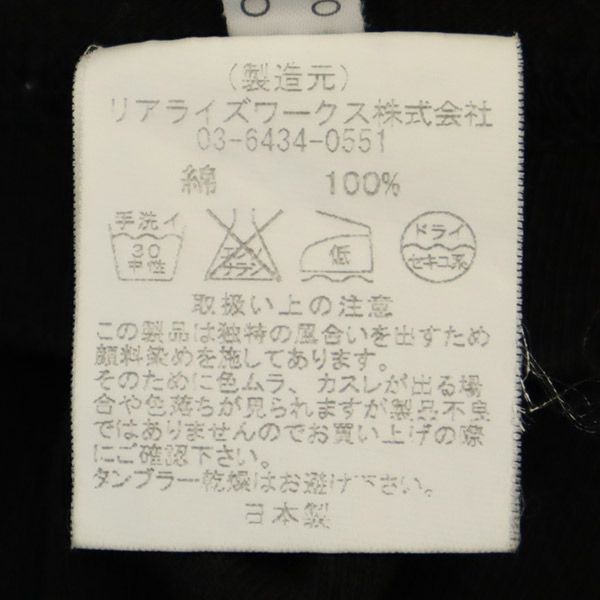 (製造元)
リアライズワークス株式会社
03-6434-0551
綿 100%
手洗イ
30
中性
エンソ
サラシ
低
ドライ
セキユ系
取扱い上の注意
この製品は独特の風合いを出すため
顔料染めを施してあります。
そのために色ムラ、カスレが出る場
合や色落ちが見られますが製品不良
ではありませんのでお買い上げの際
にご確認下さい。
タンブラー乾燥はお避け下さい。
日本製